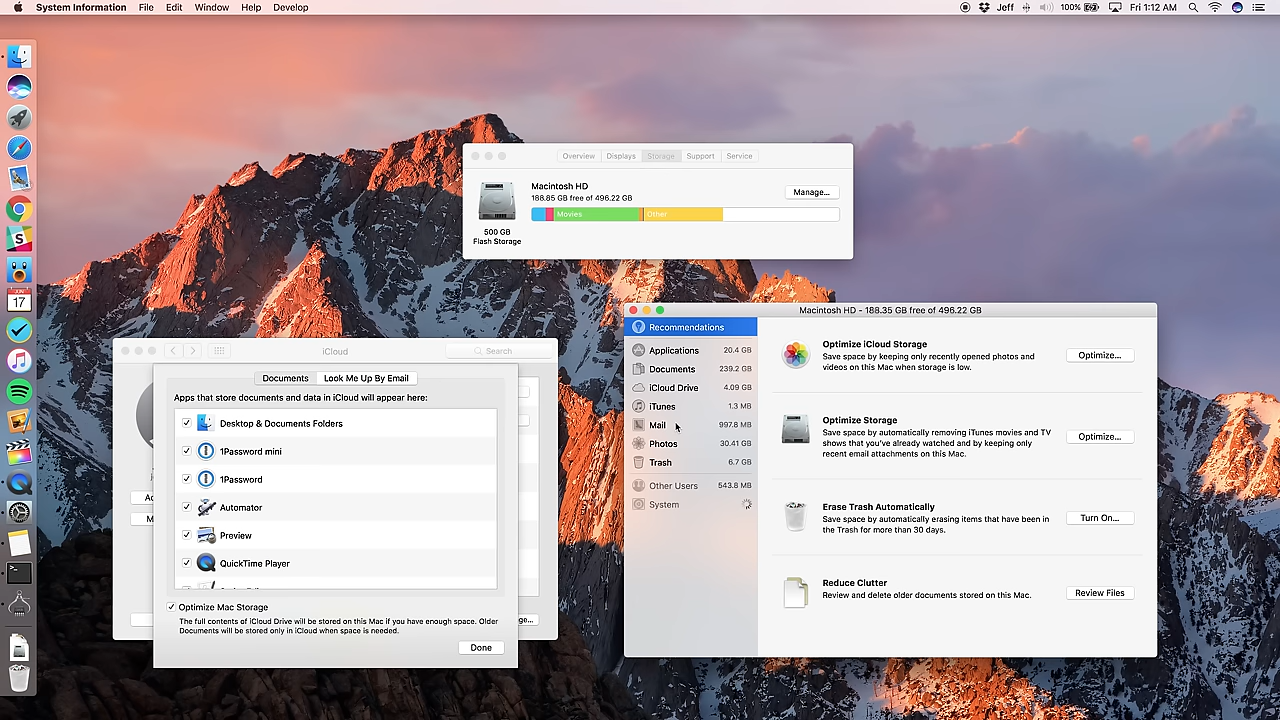 System Information File Edit Window Help Develop
Jeff 100% Fri 1:12 AM
JUN
17
S
Overview Displays Storage Support Service
Macintosh HD
188.85 GB free of 496.22 GB
Manage...
Movies Other
500 GB
Flash Storage
iCloud
Search
Documents Look Me Up By Email
Apps that store documents and data in iCloud will appear here:
Desktop & Documents Folders
1Password mini
1Password
Automator
Preview
QuickTime Player
Optimize Mac Storage
The full contents of iCloud Drive will be stored on this Mac if you have enough space. Older
Documents will be stored only in iCloud when space is needed.
Done
Macintosh HD - 188.35 GB free of 496.22 GB
Recommendations
Applications 20.4 GB
Documents 239.2 GB
iCloud Drive 4.09 GB
iTunes 1.3 MB
Mail 997.8 MB
Photos 30.41 GB
Trash 6.7 GB
Other Users 543.8 MB
System
Optimize iCloud Storage
Save space by keeping only recently opened photos and
videos on this Mac when storage is low.
Optimize...
Optimize Storage
Save space by automatically removing iTunes movies and TV
shows that you've already watched and by keeping only
recent email attachments on this Mac.
Optimize...
Erase Trash Automatically
Save space by automatically erasing items that have been in
the Trash for more than 30 days.
Turn On...
Reduce Clutter
Review and delete older documents stored on this Mac.
Review Files